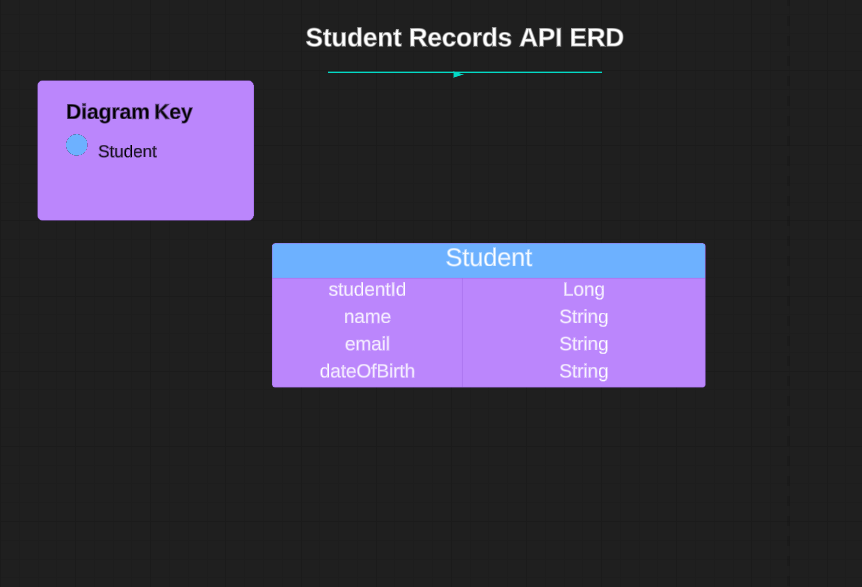 Student Records API ERD
Diagram Key
Student
Student
studentId Long
name String
email String
dateOfBirth String